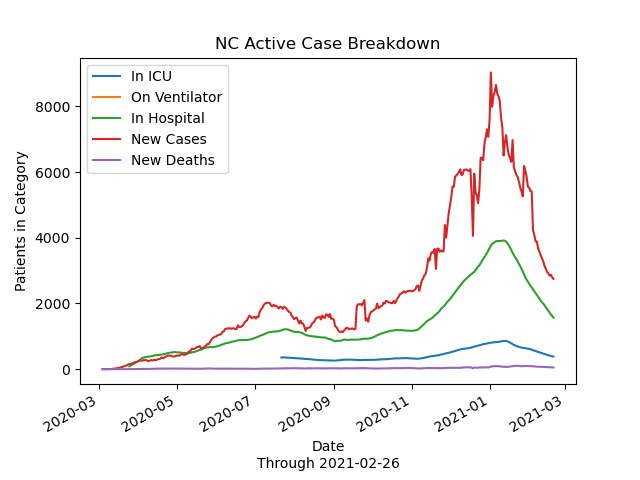 NC Active Case Breakdown
In ICU
On Ventilator
In Hospital
New Cases
New Deaths
Patients in Category
8000
6000
4000
2000
0
2020-03
2020-05
2020-07
2020-09
2020-11
2021-01
2021-03
Date
Through 2021-02-26